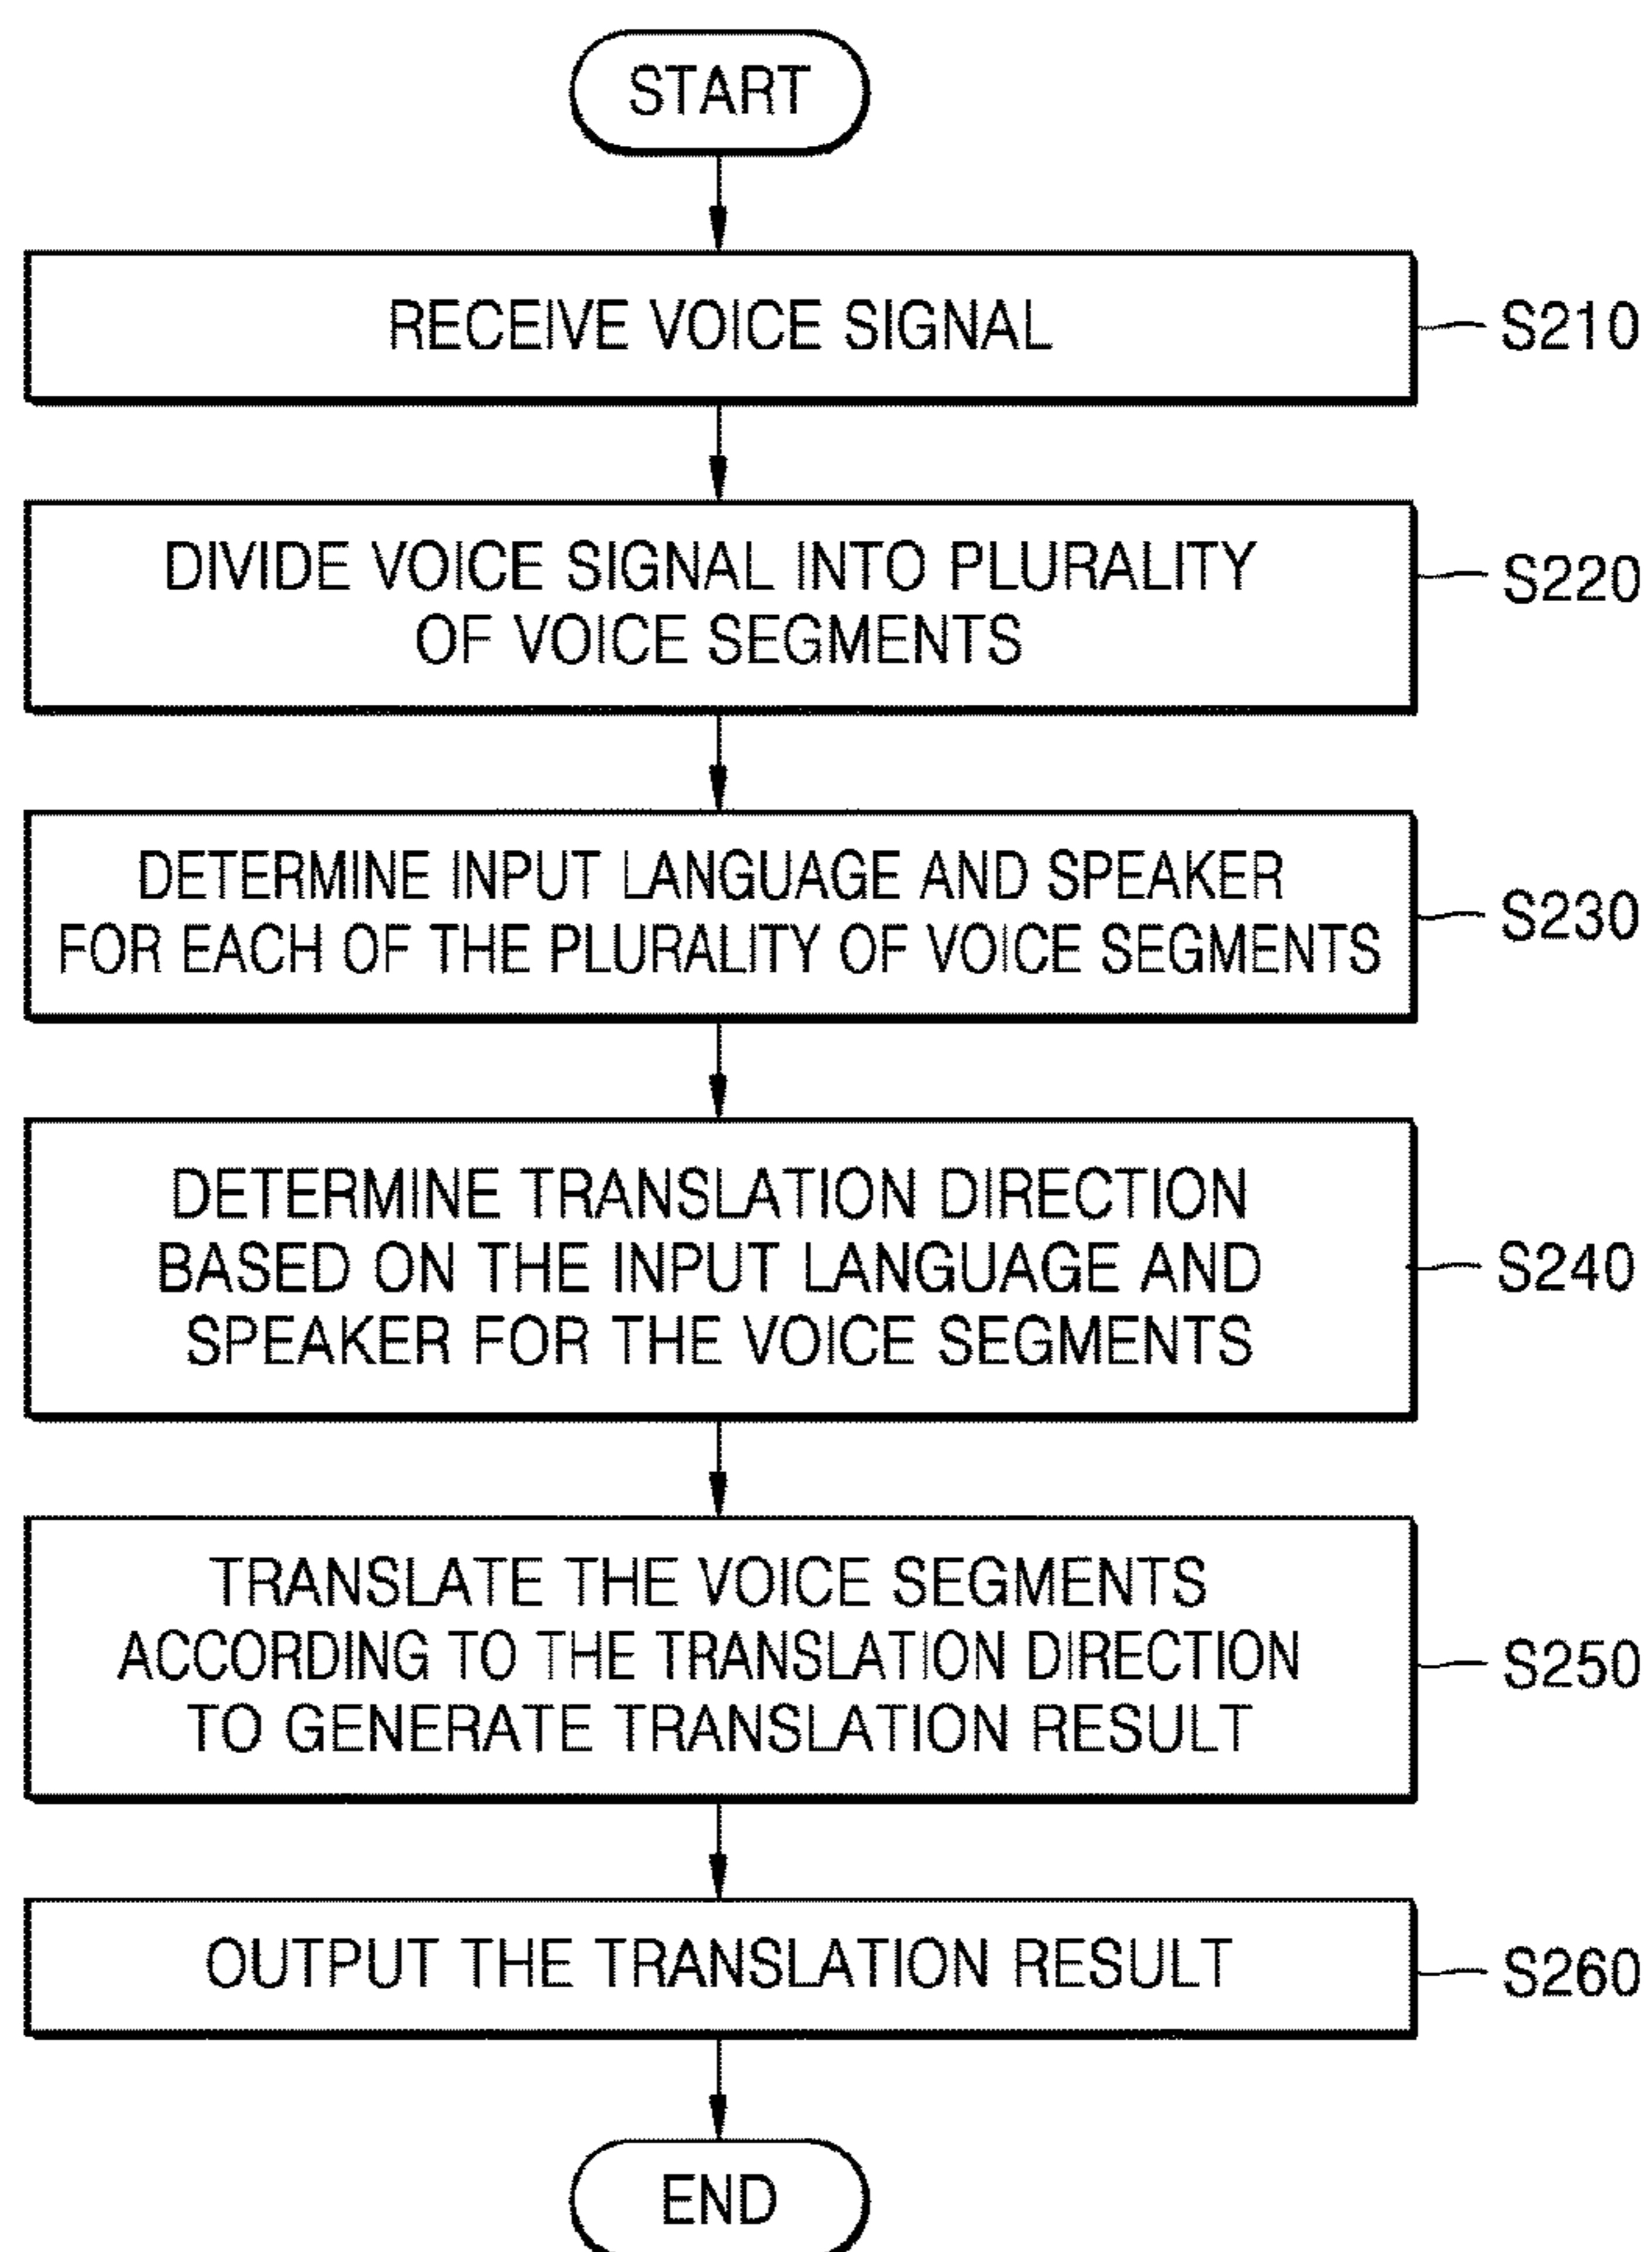 START
RECEIVE VOICE SIGNAL
S210
DIVIDE VOICE SIGNAL INTO PLURALITY
OF VOICE SEGMENTS
S220
DETERMINE INPUT LANGUAGE AND SPEAKER
FOR EACH OF THE PLURALITY OF VOICE SEGMENTS
S230
DETERMINE TRANSLATION DIRECTION
BASED ON THE INPUT LANGUAGE AND
SPEAKER FOR THE VOICE SEGMENTS
S240
TRANSLATE THE VOICE SEGMENTS
ACCORDING TO THE TRANSLATION DIRECTION
TO GENERATE TRANSLATION RESULT
S250
OUTPUT THE TRANSLATION RESULT
S260
END